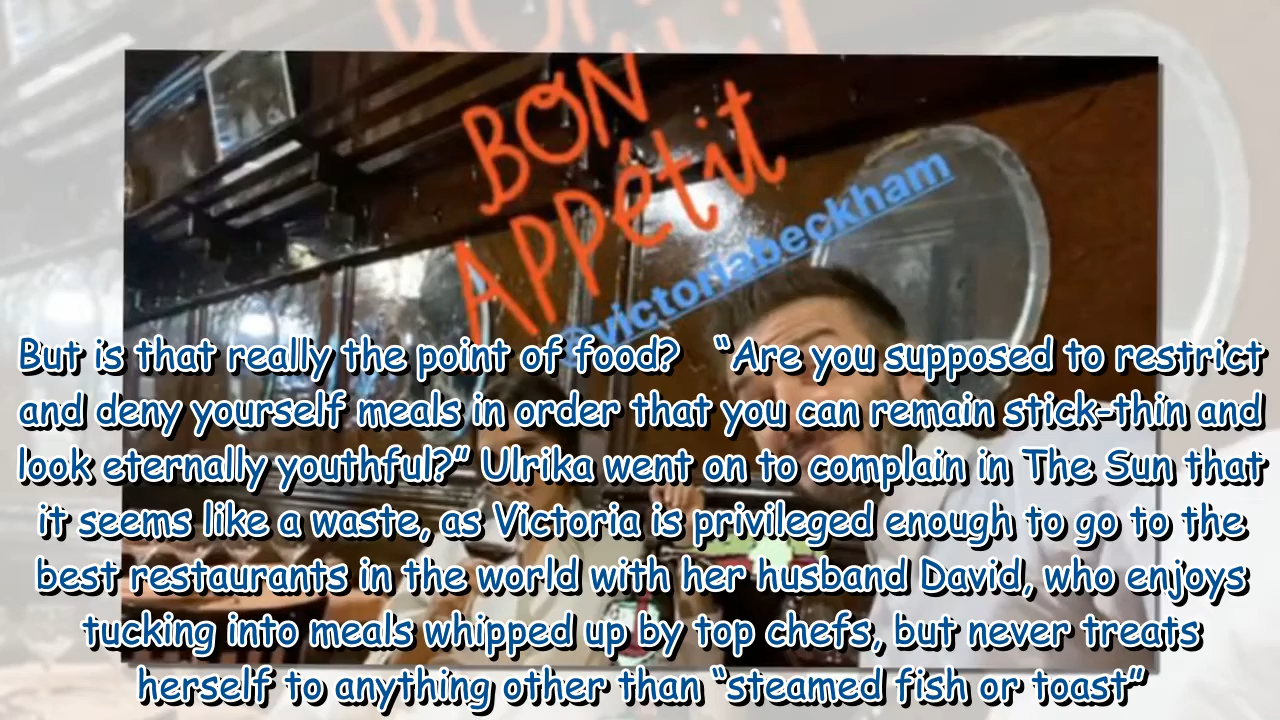 BON
APPétit
@victoriabeckham
But is that really the point of food? “Are you supposed to restrict
and deny yourself meals in order that you can remain stick-thin and
look eternally youthful?” Ulrika went on to complain in The Sun that
it seems like a waste, as Victoria is privileged enough to go to the
best restaurants in the world with her husband David, who enjoys
tucking into meals whipped up by top chefs, but never treats
herself to anything other than “steamed fish or toast”